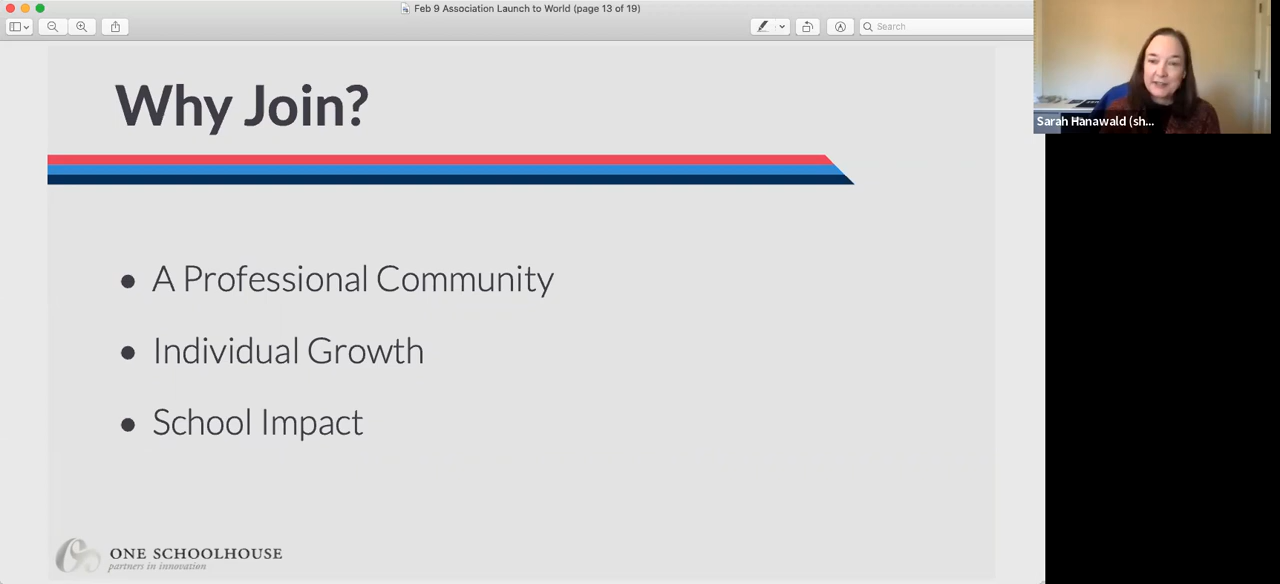 Feb 9 Association Launch to World (page 13 of 19)
Search
Sarah Hanawald (sh...
Why Join?
● A Professional Community
● Individual Growth
● School Impact
ONE SCHOOLHOUSE
partners in innovation